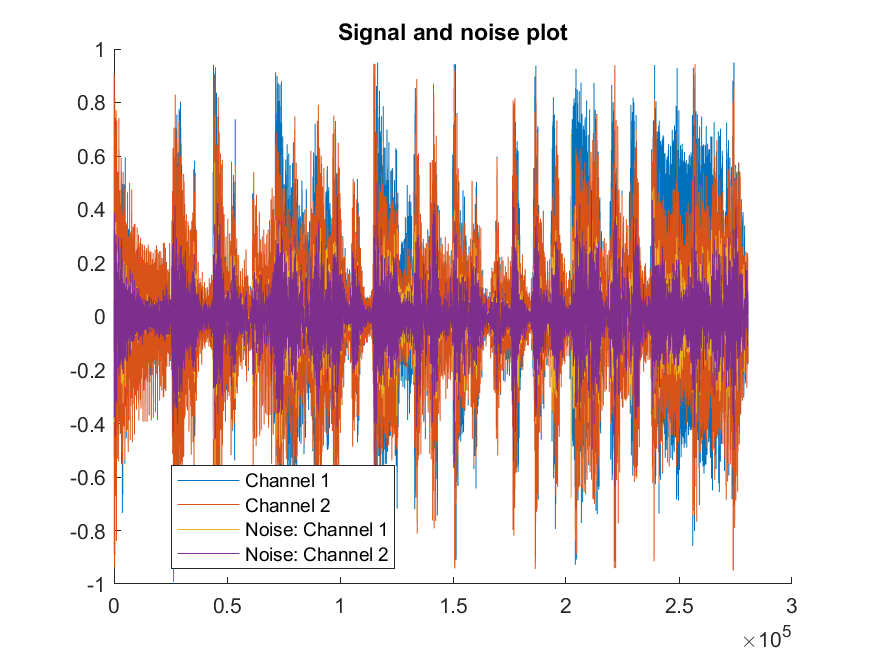 Signal and noise plot
1
0.8
0.6
0.4
0.2
0
-0.2
-0.4
-0.6
-0.8
-1
Channel 1
Channel 2
Noise: Channel 1
Noise: Channel 2
0 0.5 1 1.5 2 2.5 3
×10⁵